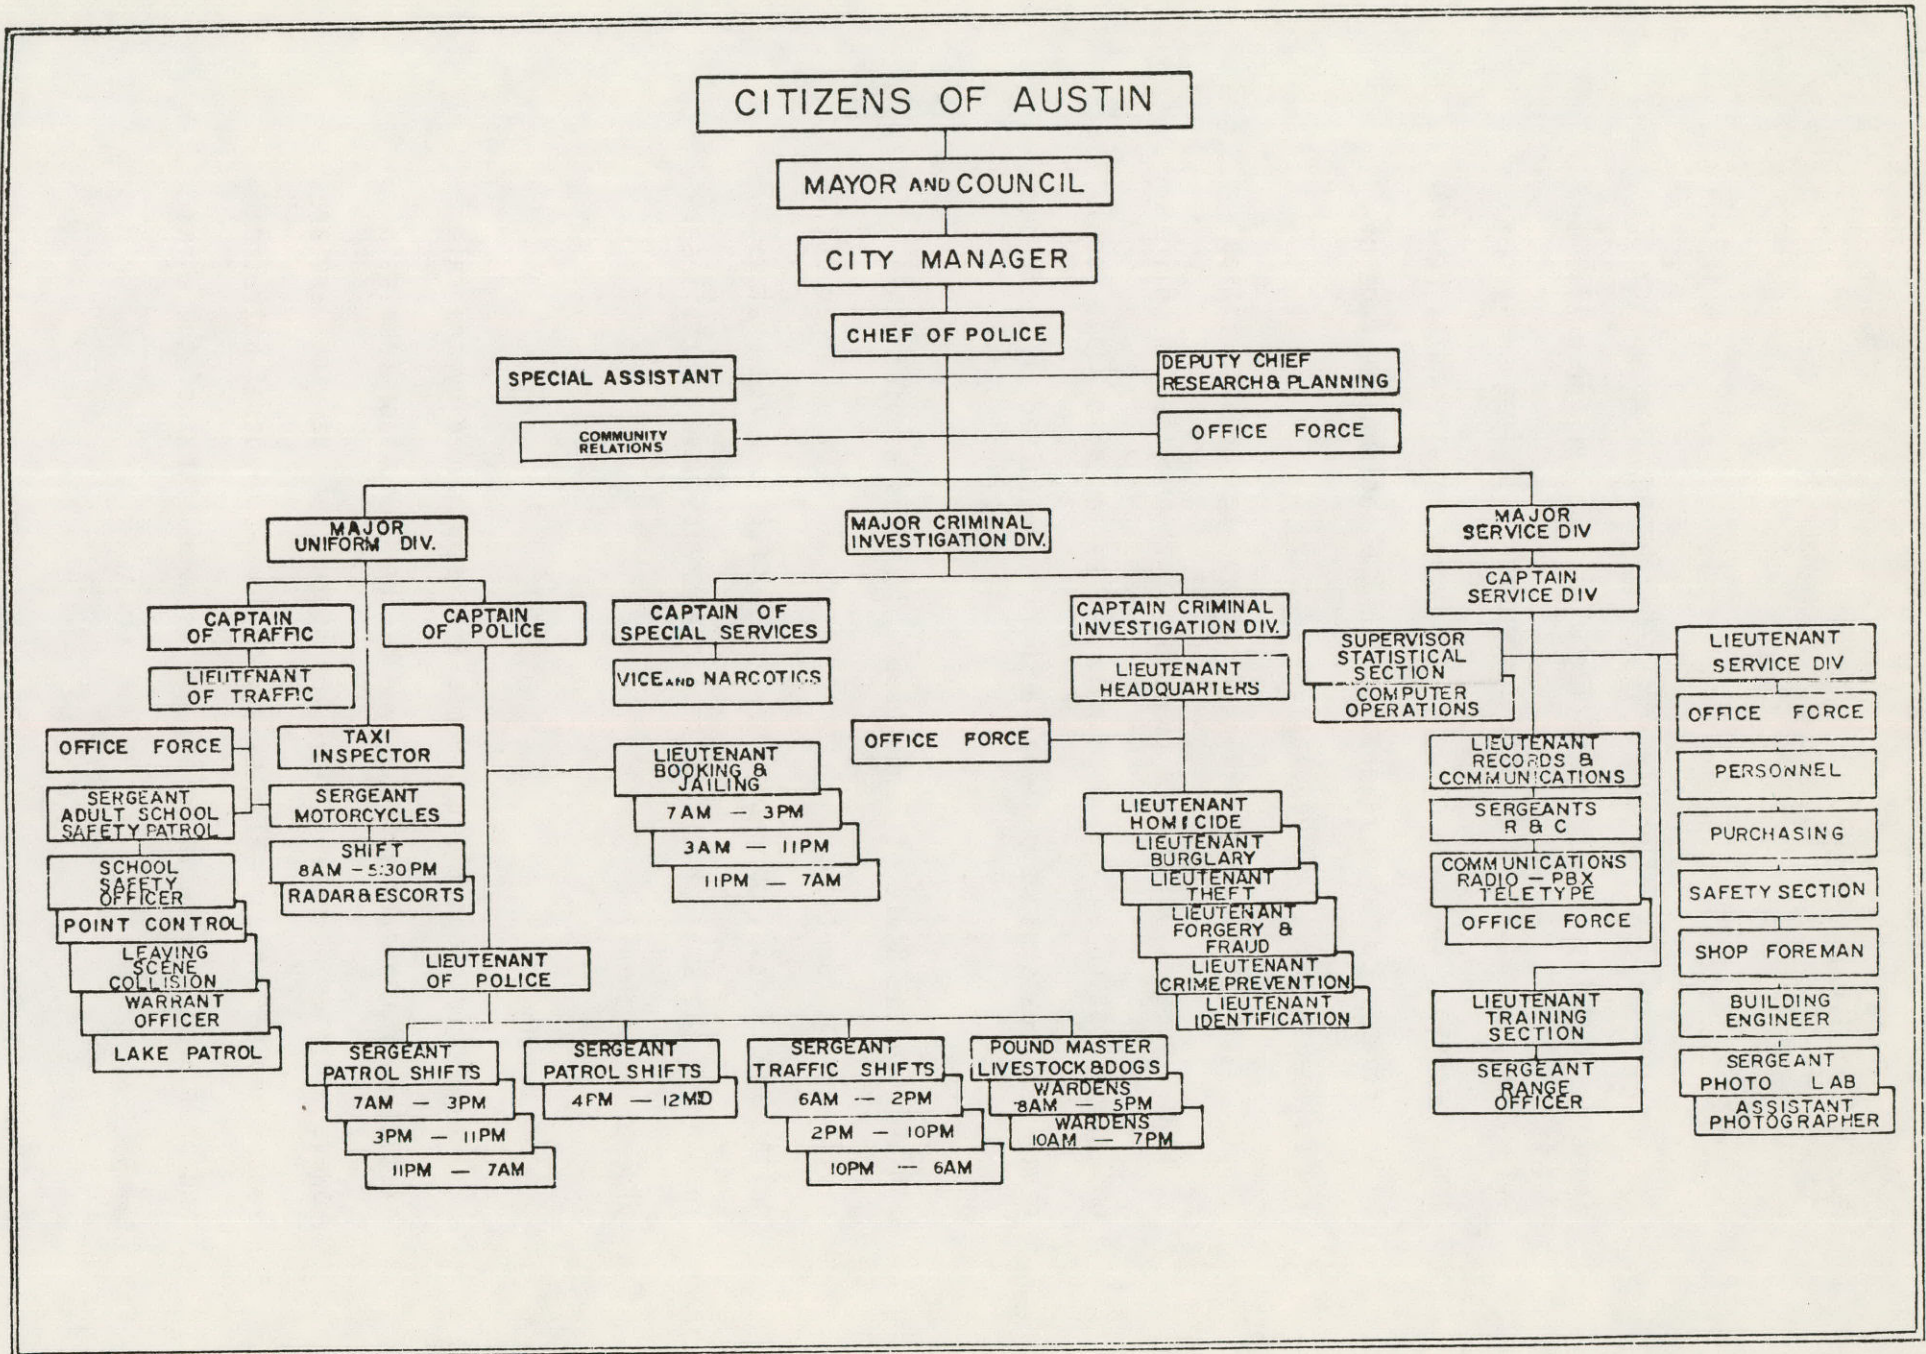 CITIZENS OF AUSTIN
MAYOR AND COUNCIL
CITY MANAGER
CHIEF OF POLICE
SPECIAL ASSISTANT
DEPUTY CHIEF
RESEARCH & PLANNING
COMMUNITY
RELATIONS
OFFICE FORCE
MAJOR
UNIFORM DIV.
CAPTAIN
OF TRAFFIC
LIEUTENANT
OF TRAFFIC
OFFICE FORCE
SERGEANT
ADULT SCHOOL
SAFETY PATROL
SCHOOL
SAFETY
OFFICER
POINT CONTROL
LEAVING
SCENE
COLLISION
WARRANT
OFFICER
LAKE PATROL
TAXI
INSPECTOR
SERGEANT
MOTORCYCLES
SHIFT
8AM - 5:30PM
RADAR & ESCORTS
CAPTAIN
OF POLICE
LIEUTENANT
BOOKING &
JAILING
7AM — 3PM
3AM — 11PM
11PM — 7AM
LIEUTENANT
OF POLICE
SERGEANT
PATROL SHIFTS
7AM — 3PM
3PM — 11PM
11PM — 7AM
SERGEANT
PATROL SHIFTS
4PM — 12MID
SERGEANT
TRAFFIC SHIFTS
6AM — 2PM
2PM — 10PM
10PM — 6AM
POUND MASTER
LIVESTOCK & DOGS
WARDENS
8AM — 5PM
WARDENS
10AM — 7PM
MAJOR CRIMINAL
INVESTIGATION DIV.
CAPTAIN OF
SPECIAL SERVICES
VICE AND NARCOTICS
CAPTAIN CRIMINAL
INVESTIGATION DIV.
LIEUTENANT
HEADQUARTERS
OFFICE FORCE
LIEUTENANT
HOMICIDE
LIEUTENANT
BURGLARY
LIEUTENANT
THEFT
LIEUTENANT
FORGERY &
FRAUD
LIEUTENANT
CRIME PREVENTION
LIEUTENANT
IDENTIFICATION
MAJOR
SERVICE DIV
CAPTAIN
SERVICE DIV
SUPERVISOR
STATISTICAL
SECTION
COMPUTER
OPERATIONS
LIEUTENANT
RECORDS &
COMMUNICATIONS
SERGEANTS
R & C
COMMUNICATIONS
RADIO — PBX
TELETYPE
OFFICE FORCE
LIEUTENANT
TRAINING
SECTION
SERGEANT
RANGE
OFFICER
LIEUTENANT
SERVICE DIV
OFFICE FORCE
PERSONNEL
PURCHASING
SAFETY SECTION
SHOP FOREMAN
BUILDING
ENGINEER
SERGEANT
PHOTO LAB
ASSISTANT
PHOTOGRAPHER